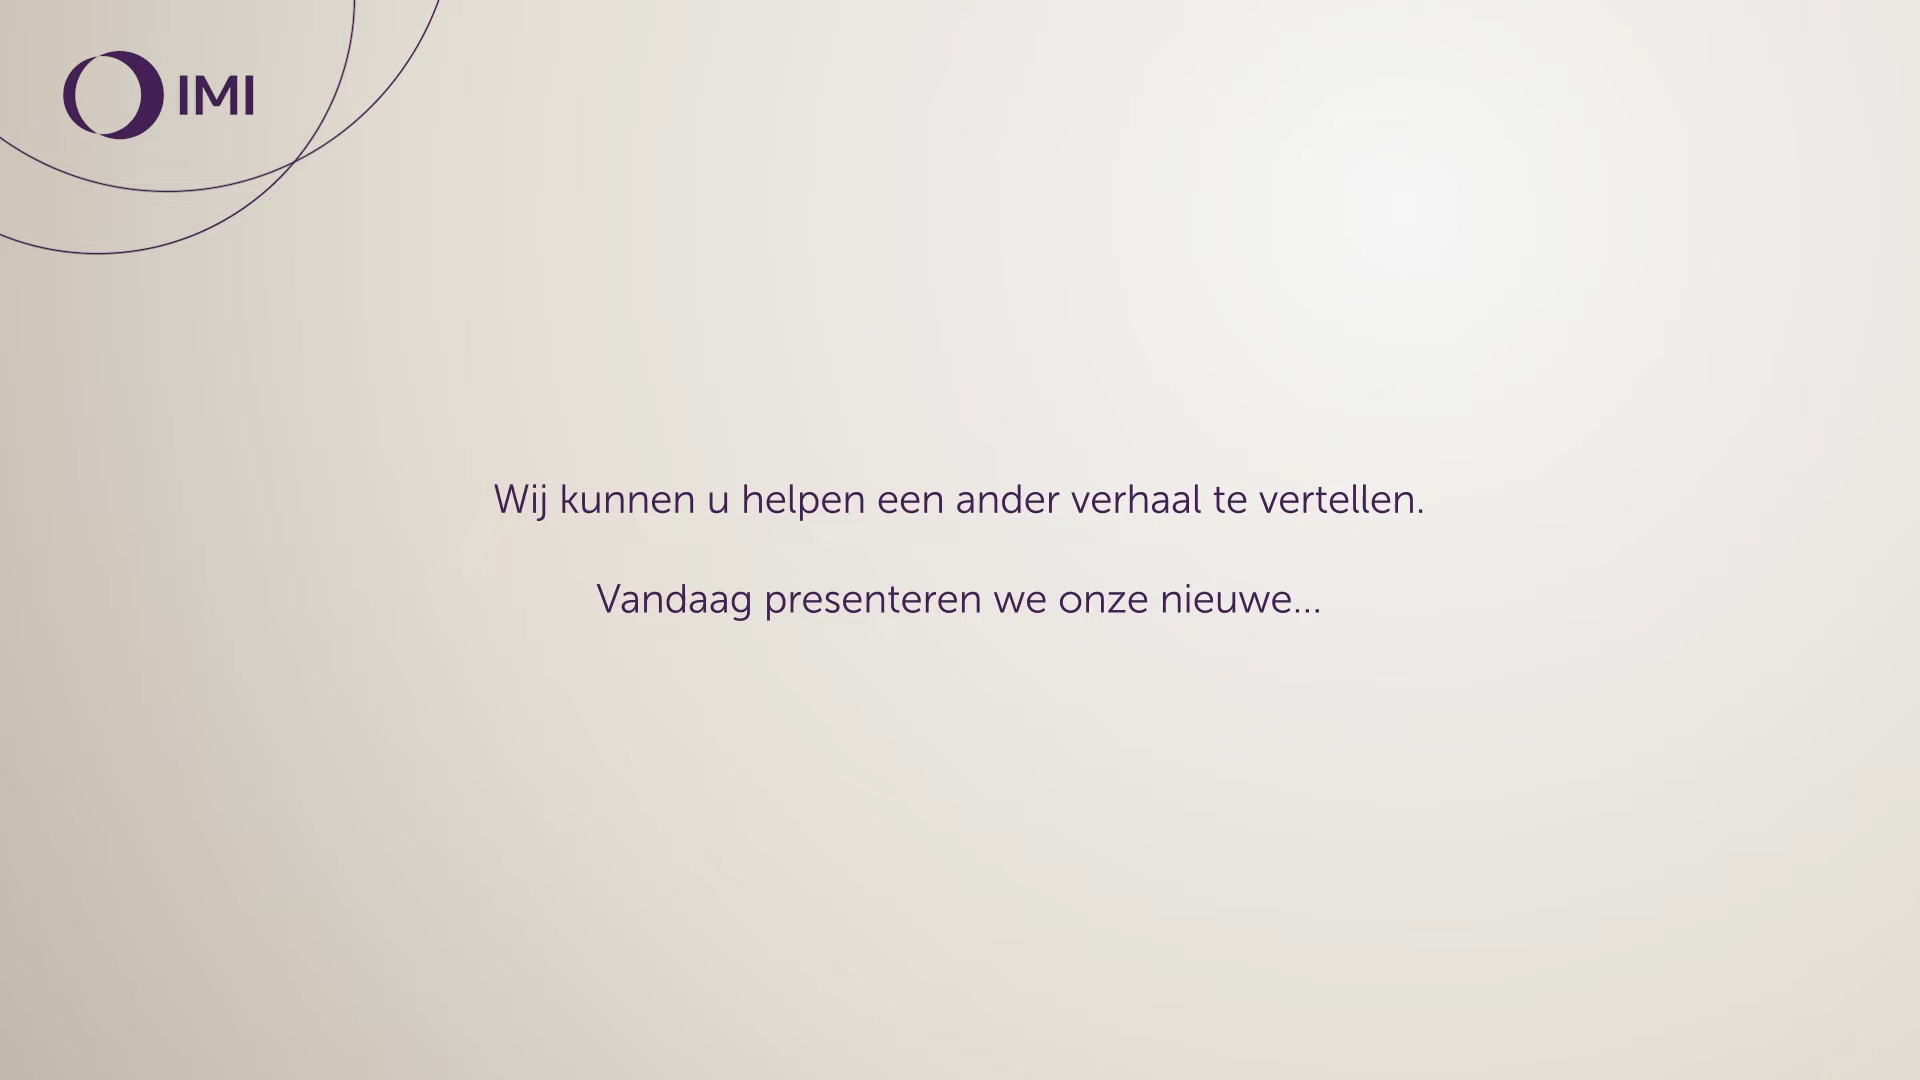 IMI
Wij kunnen u helpen een ander verhaal te vertellen.
Vandaag presenteren we onze nieuwe...